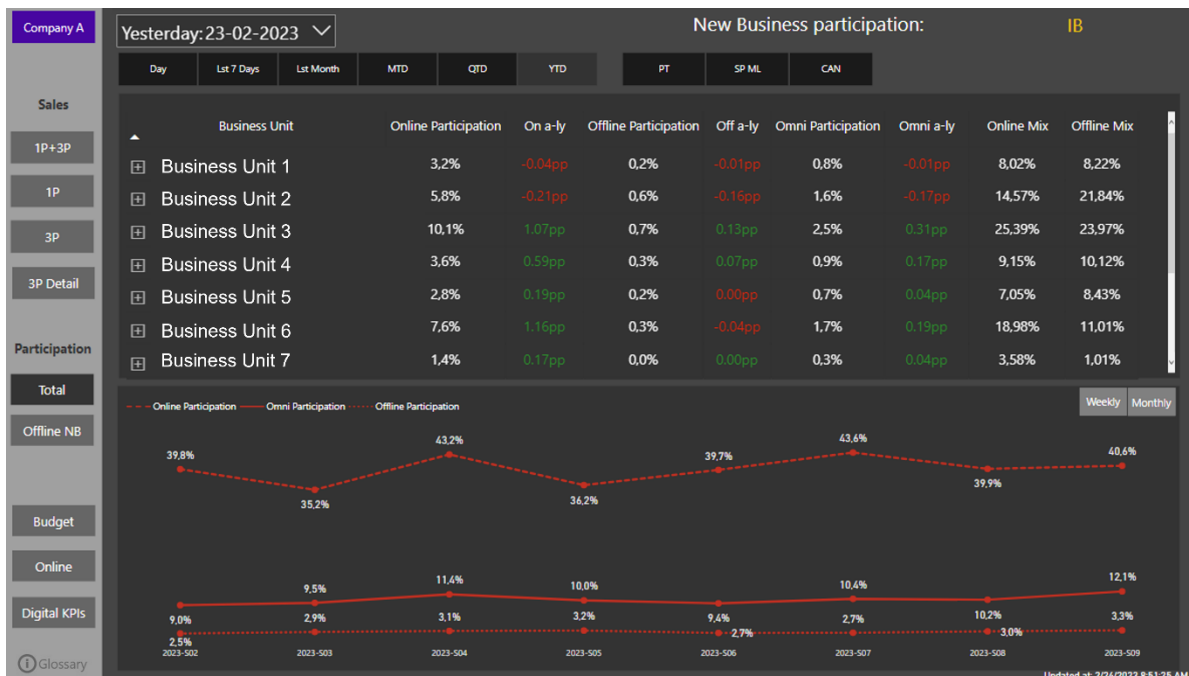 Company A
Yesterday: 23-02-2023
New Business participation:
IB
Day Lst 7 Days Lst Month MTD QTD YTD PT SP ML CAN
Sales
1P+3P
1P
3P
3P Detail
Participation
Total
Offline NB
Budget
Online
Digital KPIs
Glossary
Business Unit Online Participation On a-ly Offline Participation Off a-ly Omni Participation Omni a-ly Online Mix Offline Mix
Business Unit 1 3,2% -0.04pp 0,2% -0.01pp 0,8% -0.01pp 8,02% 8,22%
Business Unit 2 5,8% -0.21pp 0,6% -0.16pp 1,6% -0.17pp 14,57% 21,84%
Business Unit 3 10,1% 1.07pp 0,7% 0.13pp 2,5% 0.31pp 25,39% 23,97%
Business Unit 4 3,6% 0.59pp 0,3% 0.07pp 0,9% 0.17pp 9,15% 10,12%
Business Unit 5 2,8% 0.19pp 0,2% 0.00pp 0,7% 0.04pp 7,05% 8,43%
Business Unit 6 7,6% 1.16pp 0,3% -0.04pp 1,7% 0.19pp 18,98% 11,01%
Business Unit 7 1,4% 0.17pp 0,0% 0.00pp 0,3% 0.04pp 3,58% 1,01%
Online Participation Omni Participation Offline Participation
Weekly Monthly
39,8% 35,2% 43,2% 36,2% 39,7% 43,6% 39,9% 40,6%
9,0% 9,5% 11,4% 10,0% 9,4% 10,4% 10,2% 12,1%
2,5% 2,9% 3,1% 3,2% 2,7% 2,7% 3,0% 3,3%
2023-S02 2023-S03 2023-S04 2023-S05 2023-S06 2023-S07 2023-S08 2023-S09
Updated at: 2/26/2023 8:51:25 AM